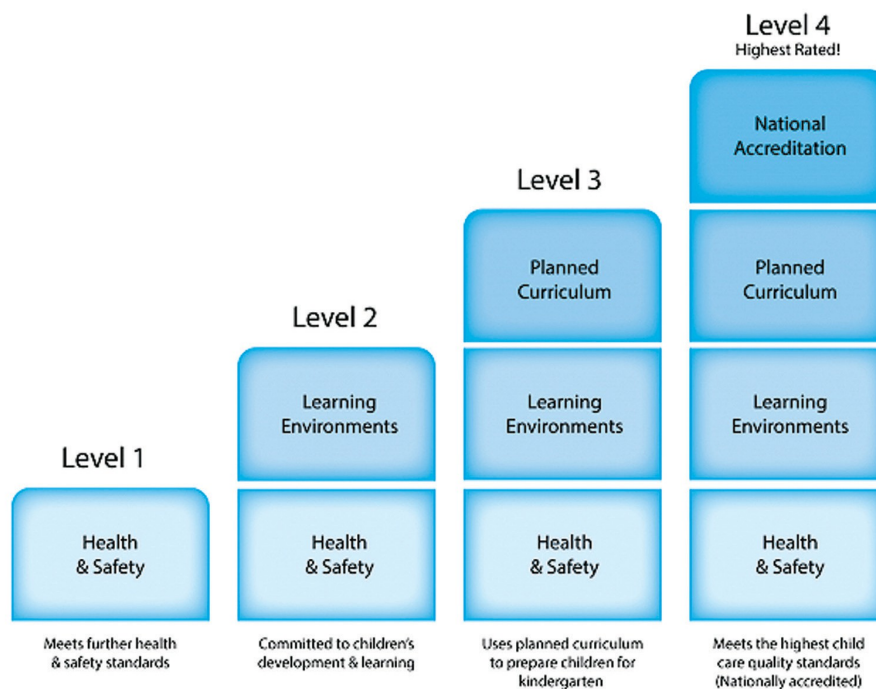 Level 1
Health
& Safety
Meets further health
& safety standards
Level 2
Learning
Environments
Health
& Safety
Committed to children's
development & learning
Level 3
Planned
Curriculum
Learning
Environments
Health
& Safety
Uses planned curriculum
to prepare children for
kindergarten
Level 4
Highest Rated!
National
Accreditation
Planned
Curriculum
Learning
Environments
Health
& Safety
Meets the highest child
care quality standards
(Nationally accredited)